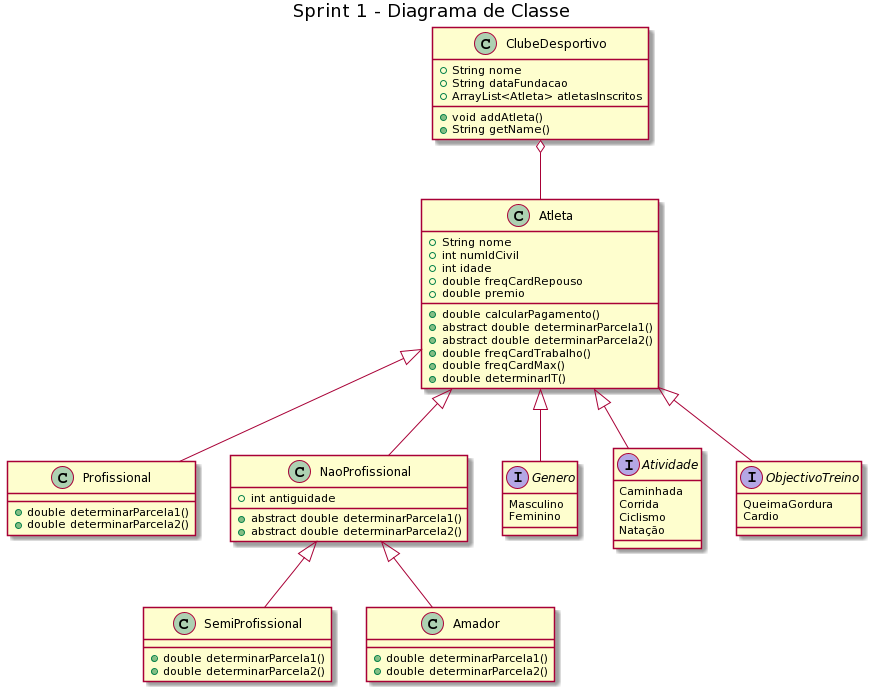 Sprint 1 - Diagrama de Classe
C ClubeDesportivo
String nome
String dataFundacao
ArrayList<Atleta> atletasInscritos
void addAtleta()
String getName()
C Atleta
String nome
int numIdCivil
int idade
double freqCardRepouso
double premio
double calcularPagamento()
abstract double determinarParcela1()
abstract double determinarParcela2()
double freqCardTrabalho()
double freqCardMax()
double determinarIT()
C Profissional
double determinarParcela1()
double determinarParcela2()
C NaoProfissional
int antiguidade
abstract double determinarParcela1()
abstract double determinarParcela2()
I Genero
Masculino
Feminino
I Atividade
Caminhada
Corrida
Ciclismo
Natação
I ObjectivoTreino
QueimaGordura
Cardio
C SemiProfissional
double determinarParcela1()
double determinarParcela2()
C Amador
double determinarParcela1()
double determinarParcela2()